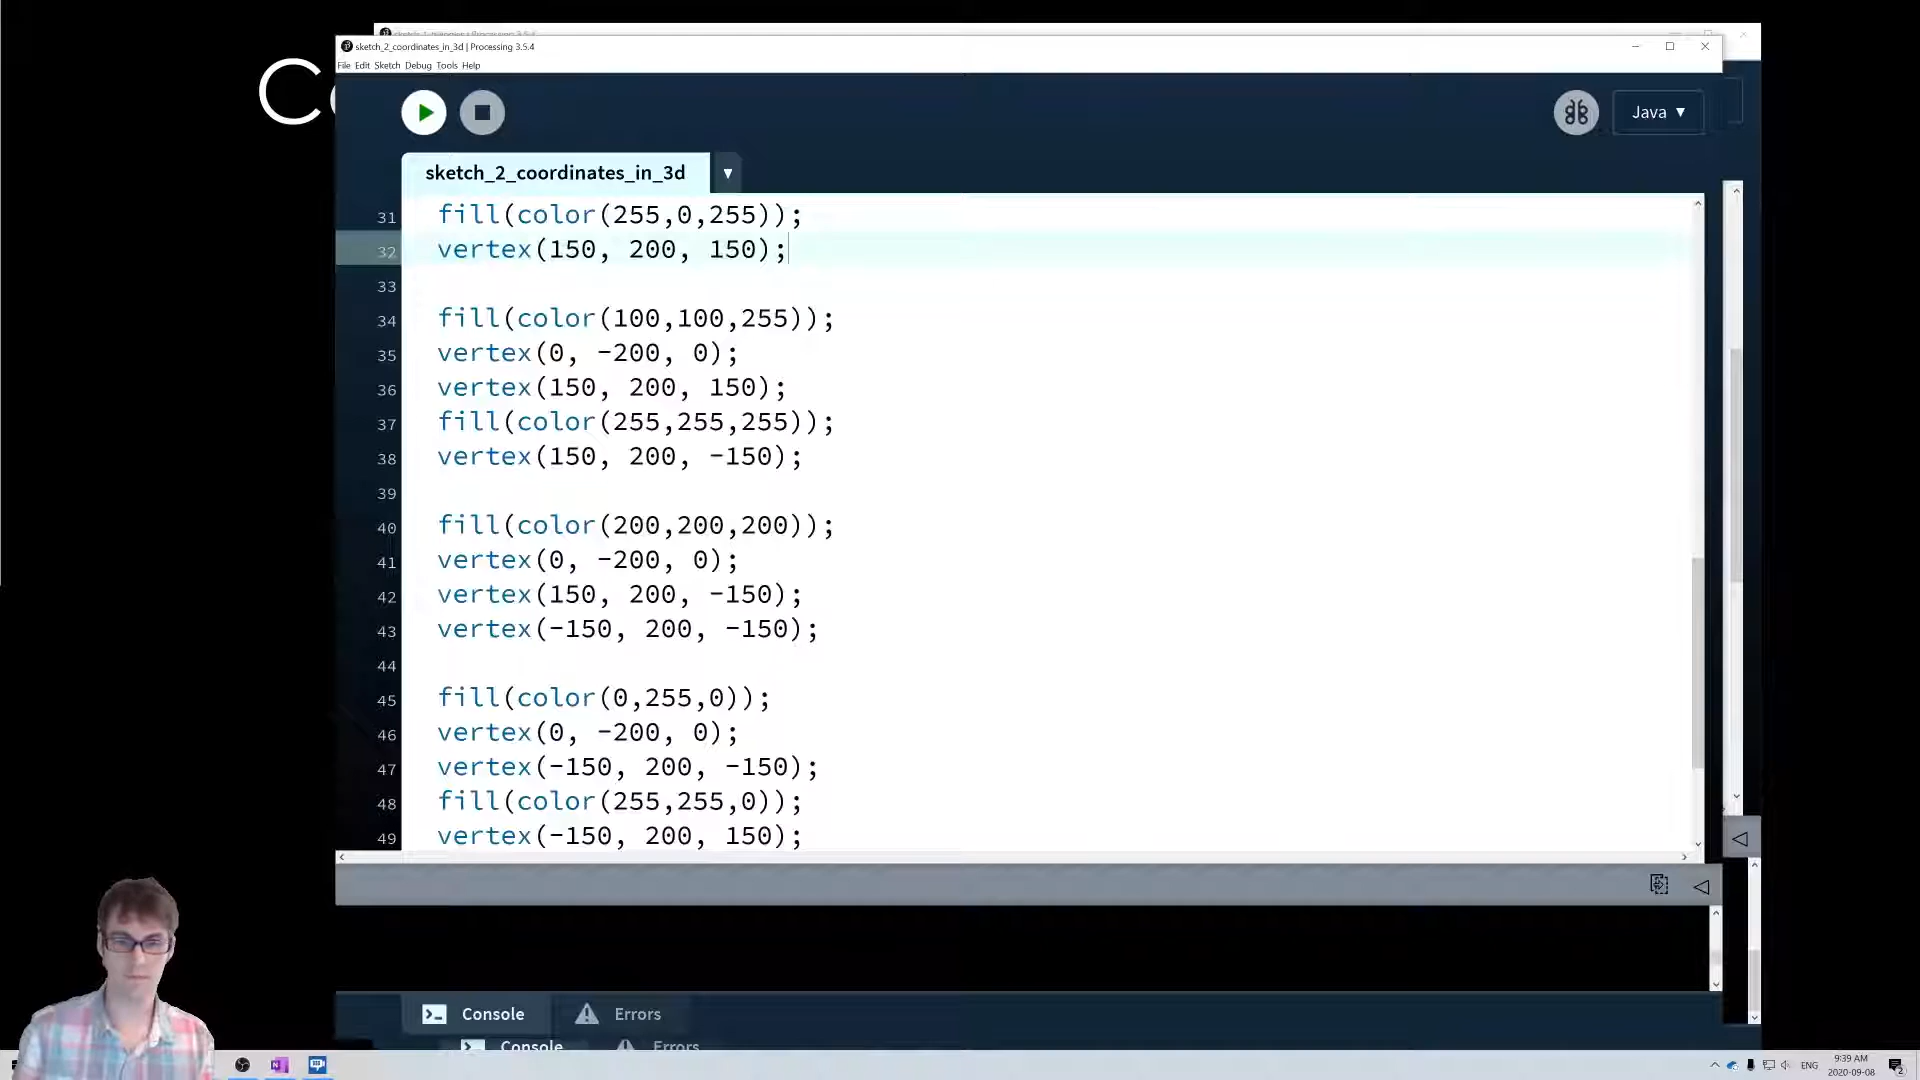 Co
sketch_2_coordinates_in_3d | Processing 3.5.4
File Edit Sketch Debug Tools Help
Java ▼
sketch_2_coordinates_in_3d ▼
31 fill(color(255,0,255));
32 vertex(150, 200, 150);
33
34 fill(color(100,100,255));
35 vertex(0, -200, 0);
36 vertex(150, 200, 150);
37 fill(color(255,255,255));
38 vertex(150, 200, -150);
39
40 fill(color(200,200,200));
41 vertex(0, -200, 0);
42 vertex(150, 200, -150);
43 vertex(-150, 200, -150);
44
45 fill(color(0,255,0));
46 vertex(0, -200, 0);
47 vertex(-150, 200, -150);
48 fill(color(255,255,0));
49 vertex(-150, 200, 150);
Console Errors
Console Errors
ENG
9:39 AM
2020-09-08
2